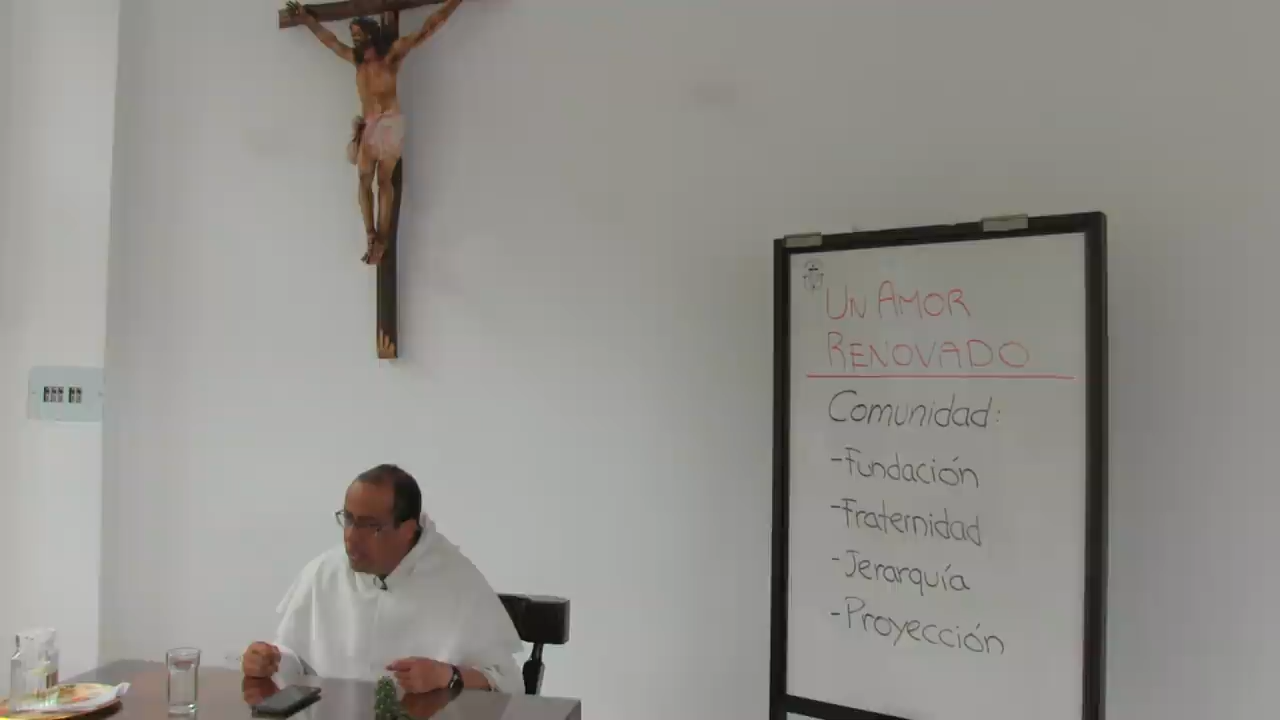 UN AMOR
RENOVADO
Comunidad:
-Fundación
-Fraternidad
-Jerarquía
-Proyección